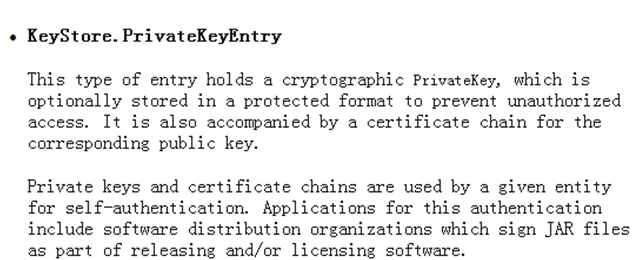 • KeyStore.PrivateKeyEntry
This type of entry holds a cryptographic PrivateKey, which is
optionally stored in a protected format to prevent unauthorized
access. It is also accompanied by a certificate chain for the
corresponding public key.
Private keys and certificate chains are used by a given entity
for self-authentication. Applications for this authentication
include software distribution organizations which sign JAR files
as part of releasing and/or licensing software.